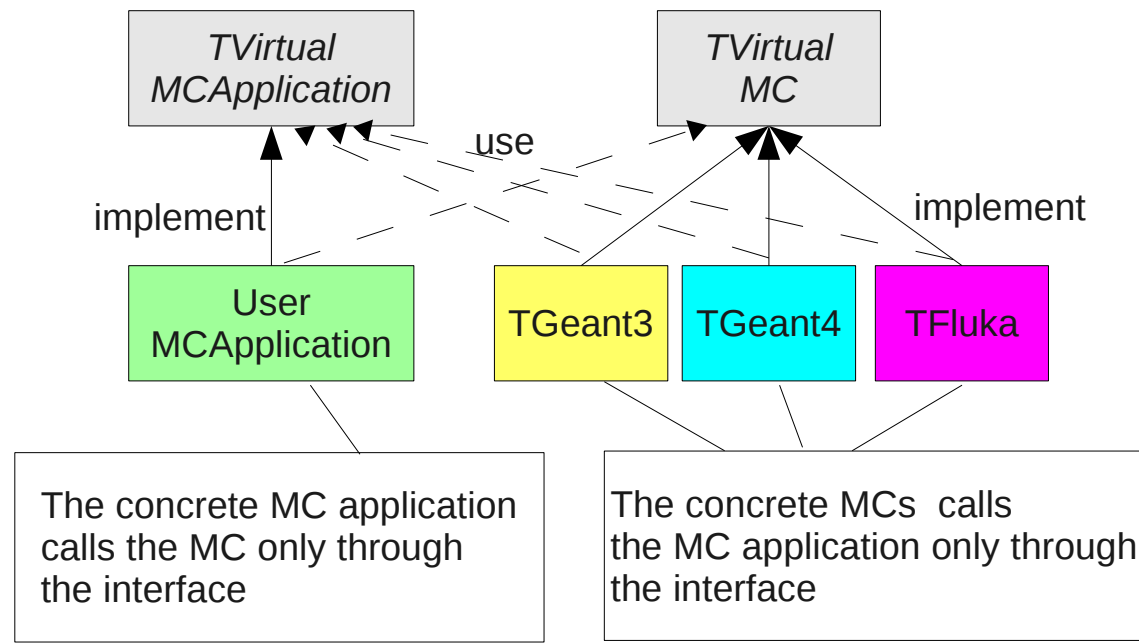 TVirtual
MCApplication
TVirtual
MC
use
implement
implement
User
MCApplication
TGeant3
TGeant4
TFluka
The concrete MC application
calls the MC only through
the interface
The concrete MCs calls
the MC application only through
the interface